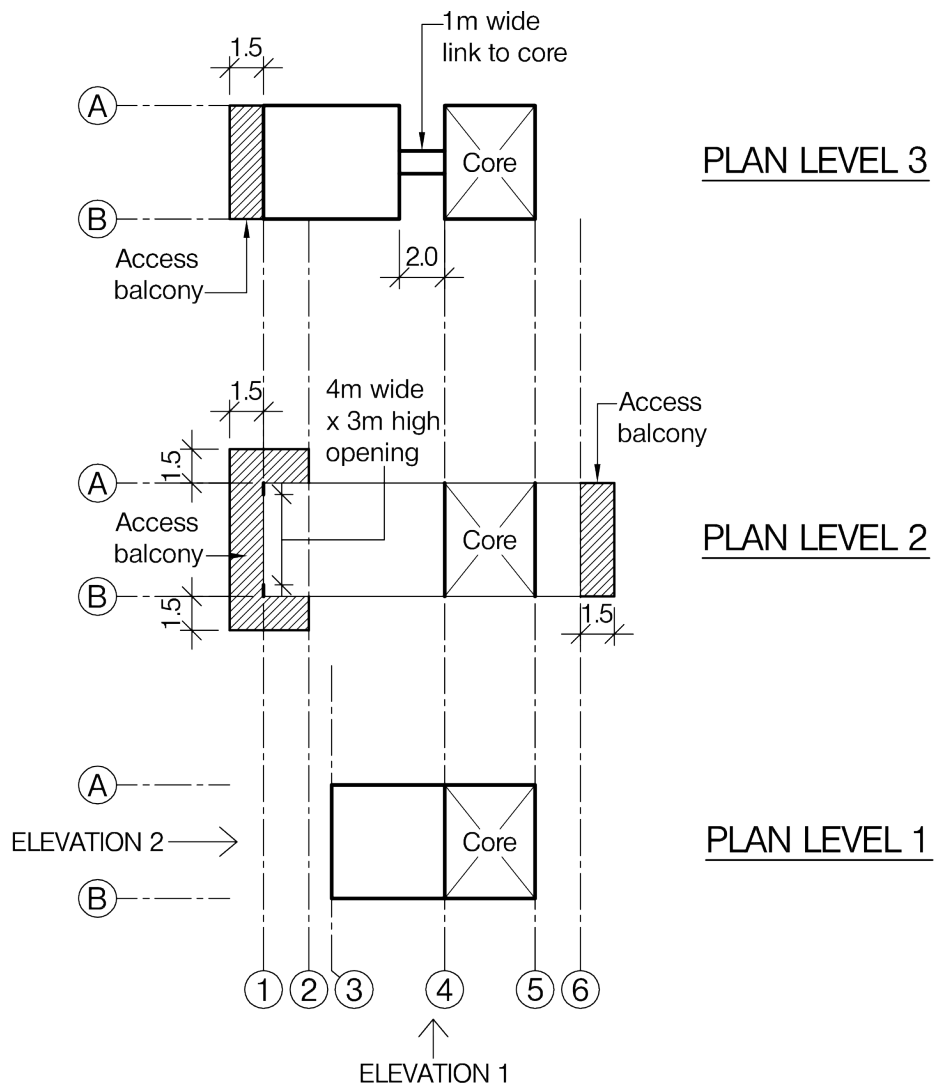 1m wide
link to core
1.5
A
Core
PLAN LEVEL 3
B
Access
balcony
2.0
1.5
4m wide
x 3m high
opening
Access
balcony
1.5
A
Access
balcony
Core
PLAN LEVEL 2
B
1.5
1.5
A
ELEVATION 2
Core
PLAN LEVEL 1
B
1 2 3 4 5 6
ELEVATION 1